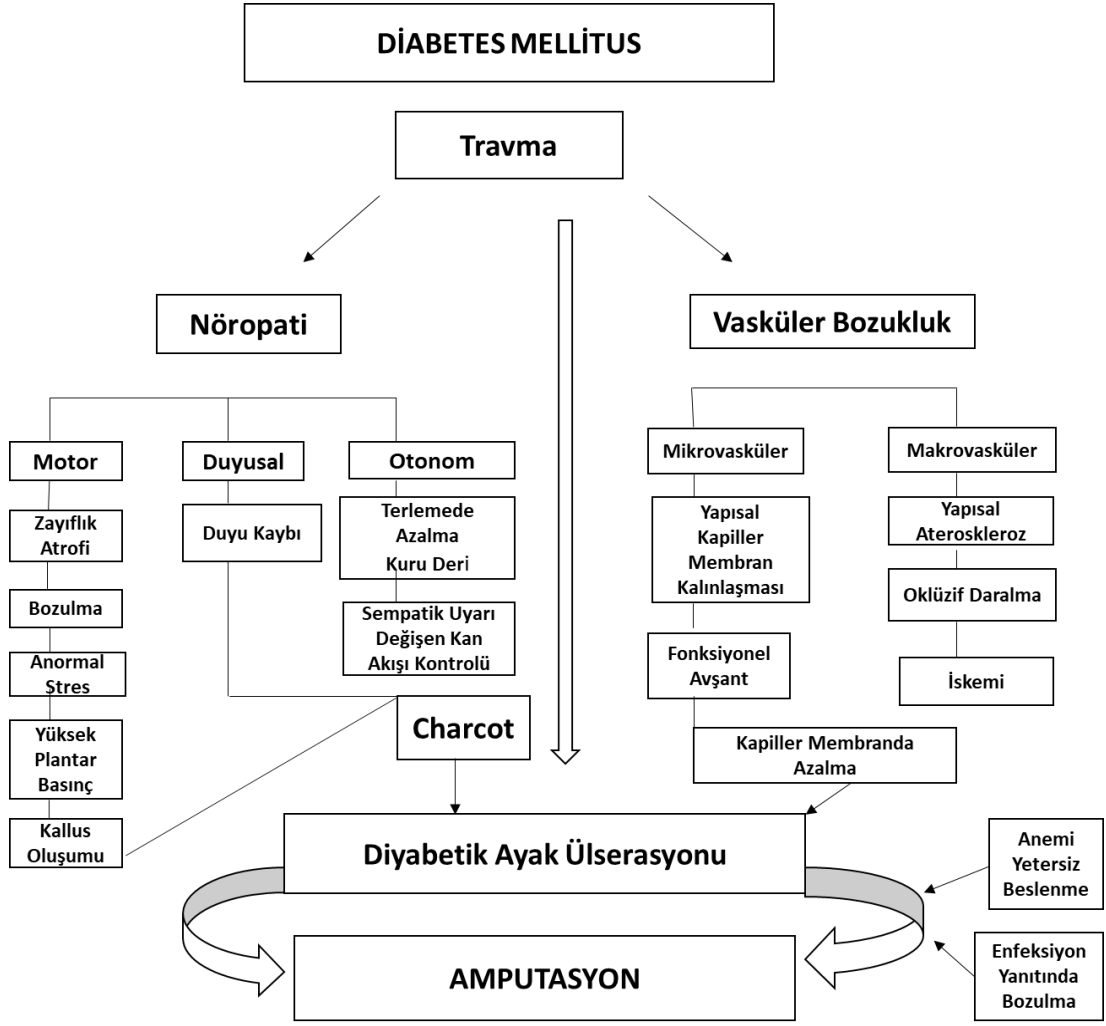 DİABETES MELLİTUS
Travma
Nöropati
Vasküler Bozukluk
Motor
Duyusal
Otonom
Mikrovasküler
Makrovasküler
Zayıflık
Atrofi
Duyu Kaybı
Terlemede
Azalma
Kuru Deri
Yapısal
Kapiller
Membran
Kalınlaşması
Yapısal
Ateroskleroz
Bozulma
Sempatik Uyarı
Değişen Kan
Akışı Kontrolü
Oklüzif Daralma
Anormal
Stres
Fonksiyonel
Avşant
İskemi
Yüksek
Plantar
Basınç
Charcot
Kapiller Membranda
Azalma
Kallus
Oluşumu
Diyabetik Ayak Ülserasyonu
Anemi
Yetersiz
Beslenme
AMPUTASYON
Enfeksiyon
Yanıtında
Bozulma